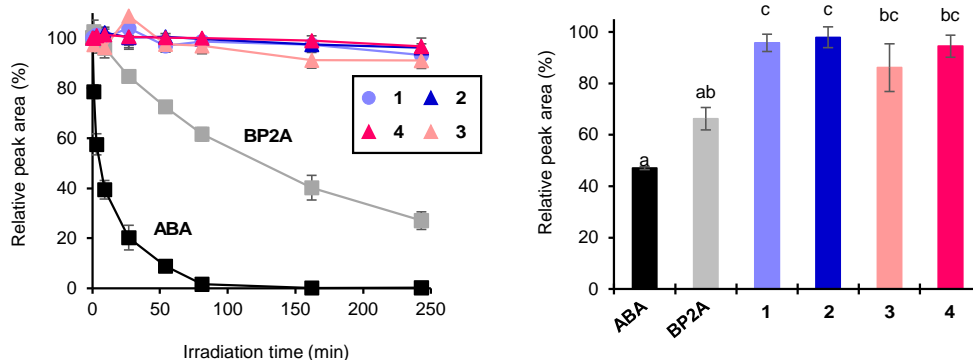 Relative peak area (%)
100
80
60
40
20
0
BP2A
ABA
1 2
4 3
0 50 100 150 200 250
Irradiation time (min)
Relative peak area (%)
100
80
60
40
20
0
a ab c c bc bc
ABA BP2A 1 2 3 4